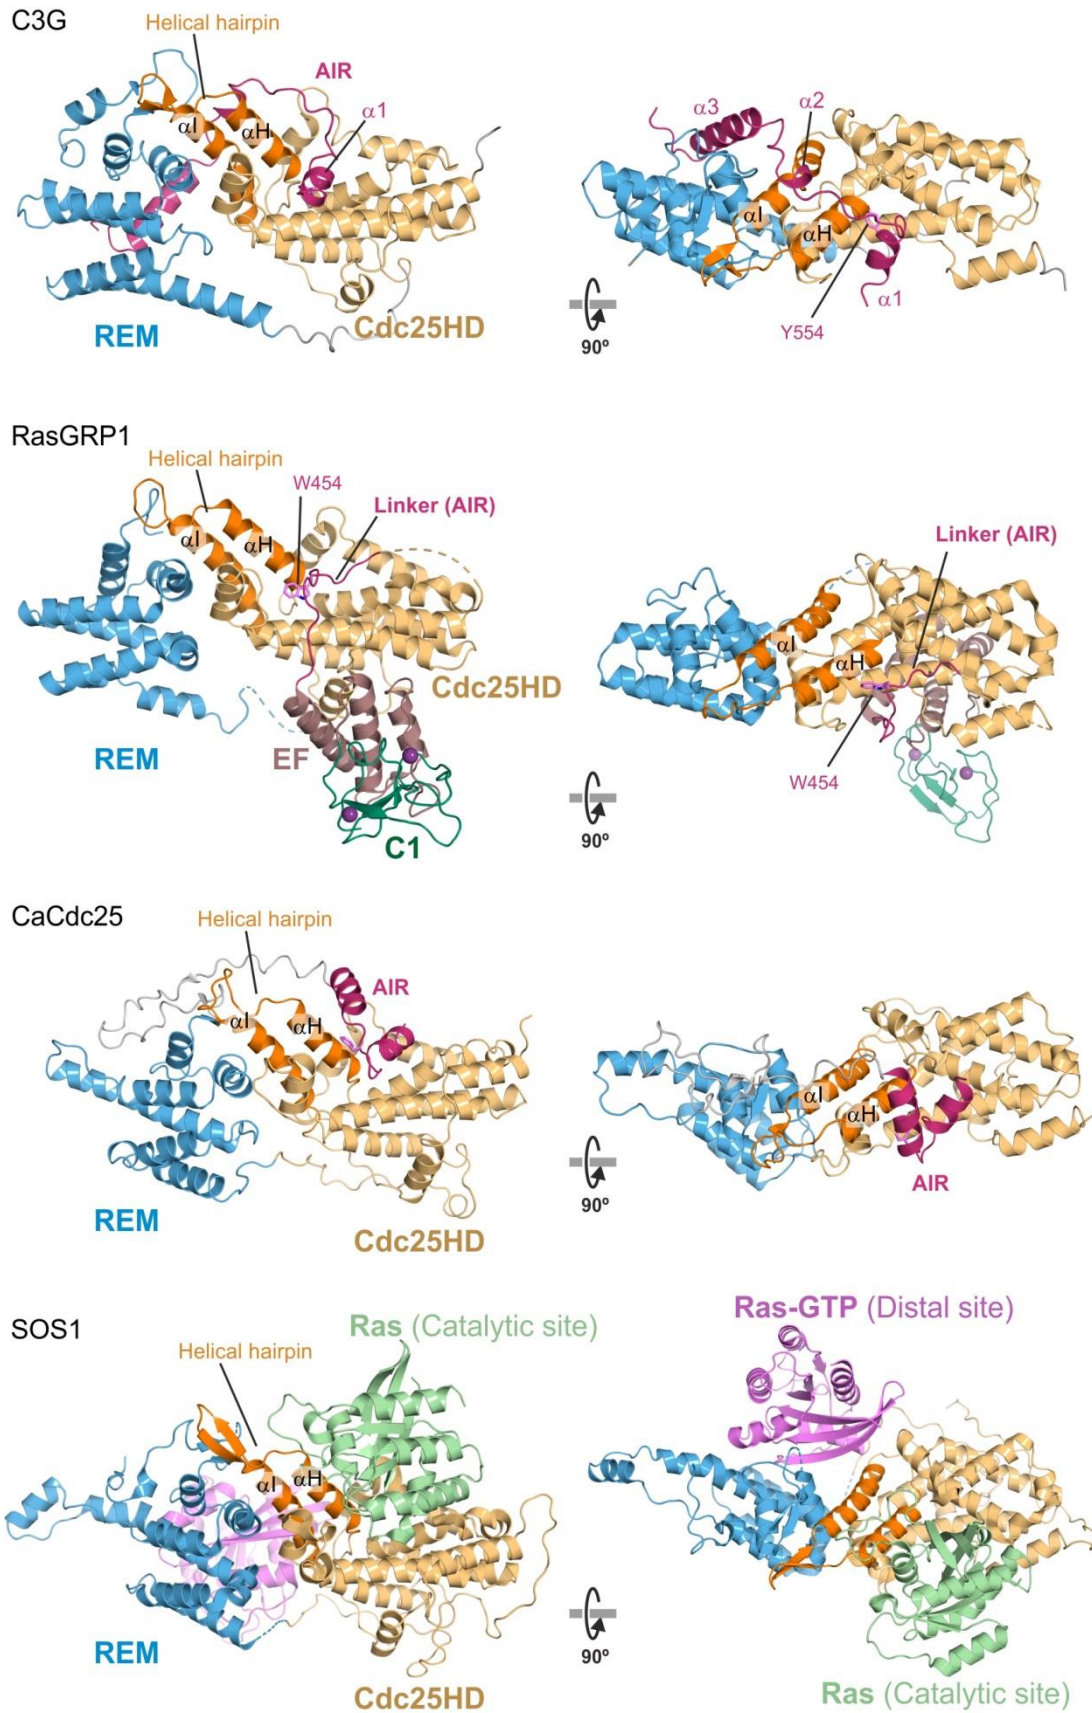 C3G
Helical hairpin
AIR
α1
αI
αH
REM
Cdc25HD
90º
α3
α2
αI
αH
α1
Y554
RasGRP1
Helical hairpin
W454
Linker (AIR)
αI
αH
Cdc25HD
REM
EF
C1
90º
Linker (AIR)
αI
αH
W454
CaCdc25
Helical hairpin
AIR
αI
αH
REM
Cdc25HD
90º
αI
αH
AIR
SOS1
Ras (Catalytic site)
Helical hairpin
αI
αH
REM
Cdc25HD
90º
Ras-GTP (Distal site)
Ras (Catalytic site)